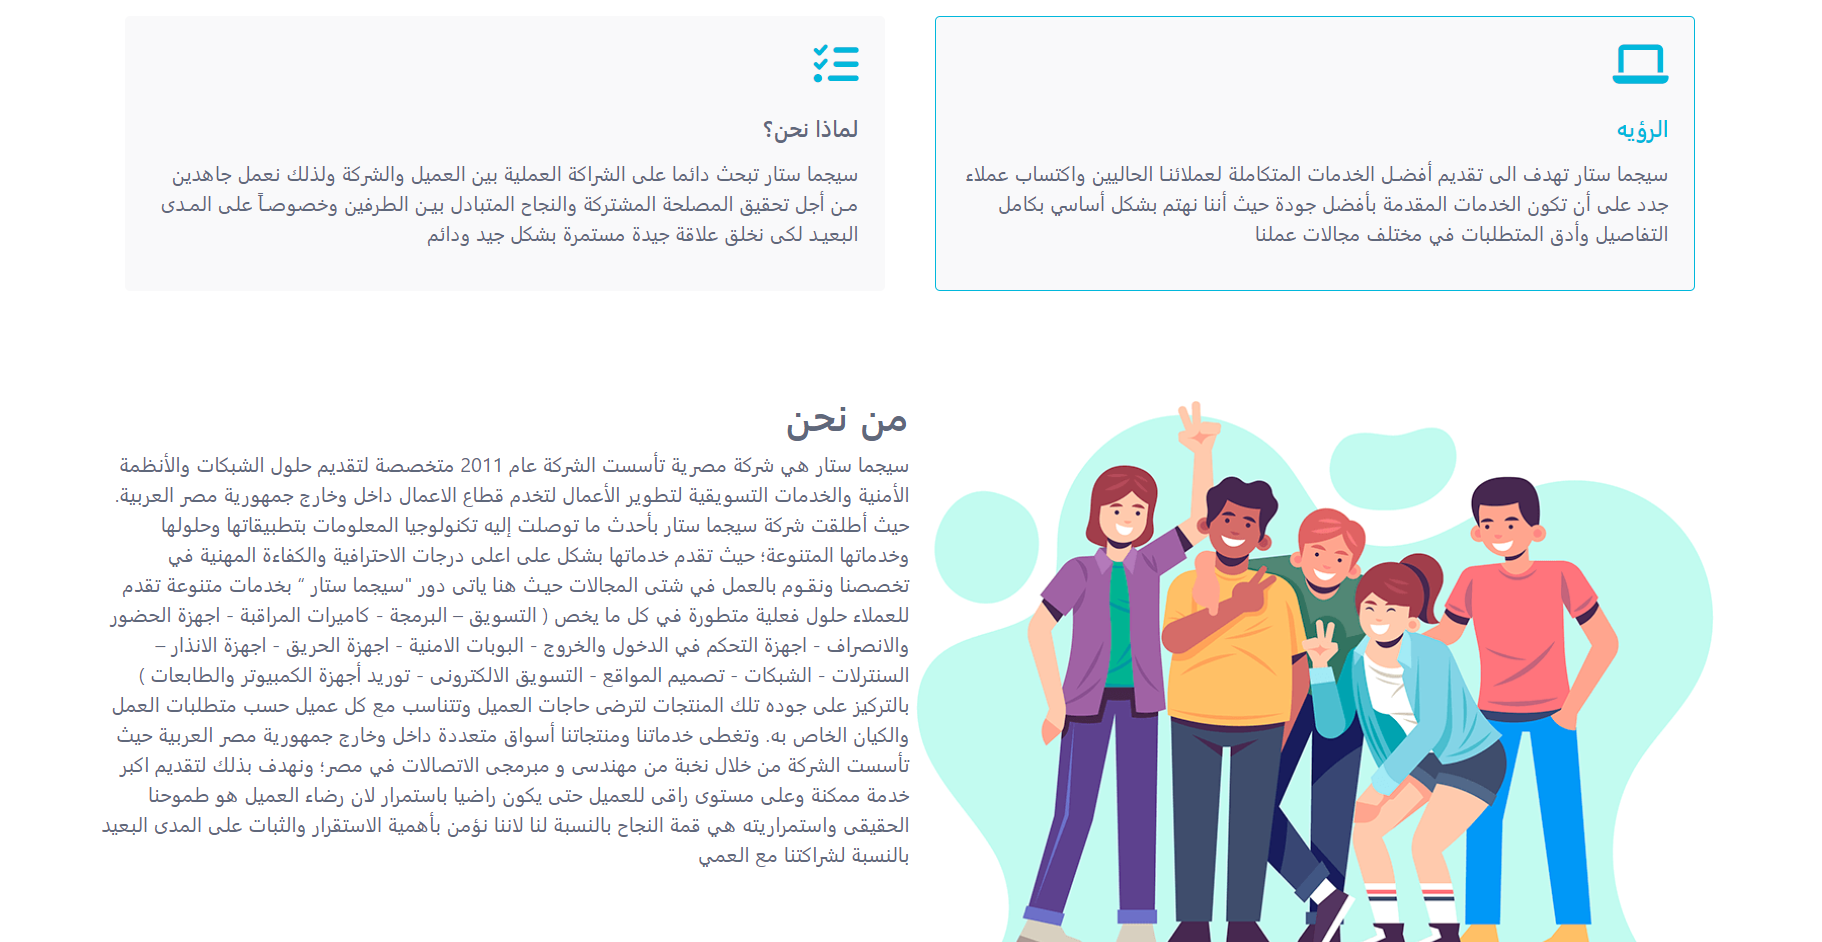 الرؤيه
سيجما ستار تهدف الى تقديم أفضل الخدمات المتكاملة لعملائنا الحاليين واكتساب عملاء
جدد على أن تكون الخدمات المقدمة بأفضل جودة حيث أننا نهتم بشكل أساسي بكامل
التفاصيل وأدق المتطلبات في مختلف مجالات عملنا
لماذا نحن؟
سيجما ستار تبحث دائما على الشراكة العملية بين العميل والشركة ولذلك نعمل جاهدين
من أجل تحقيق المصلحة المشتركة والنجاح المتبادل بين الطرفين وخصوصاً على المدى
البعيد لكى نخلق علاقة جيدة مستمرة بشكل جيد ودائم
من نحن
سيجما ستار هي شركة مصرية تأسست الشركة عام 2011 متخصصة لتقديم حلول الشبكات والأنظمة
الأمنية والخدمات التسويقية لتطوير الأعمال لتخدم قطاع الاعمال داخل وخارج جمهورية مصر العربية.
حيث أطلقت شركة سيجما ستار بأحدث ما توصلت إليه تكنولوجيا المعلومات بتطبيقاتها وحلولها
وخدماتها المتنوعة؛ حيث تقدم خدماتها بشكل على اعلى درجات الاحترافية والكفاءة المهنية في
تخصصنا ونقوم بالعمل في شتى المجالات حيث هنا ياتى دور "سيجما ستار “ بخدمات متنوعة تقدم
للعملاء حلول فعلية متطورة في كل ما يخص ( التسويق – البرمجة - كاميرات المراقبة - اجهزة الحضور
والانصراف - اجهزة التحكم في الدخول والخروج - البوبات الامنية - اجهزة الحريق - اجهزة الانذار –
السنترلات - الشبكات - تصميم المواقع - التسويق الالكترونى - توريد أجهزة الكمبيوتر والطابعات )
بالتركيز على جوده تلك المنتجات لترضى حاجات العميل وتتناسب مع كل عميل حسب متطلبات العمل
والكيان الخاص به. وتغطى خدماتنا ومنتجاتنا أسواق متعددة داخل وخارج جمهورية مصر العربية حيث
تأسست الشركة من خلال نخبة من مهندسى و مبرمجى الاتصالات في مصر؛ ونهدف بذلك لتقديم اكبر
خدمة ممكنة وعلى مستوى راقى للعميل حتى يكون راضيا باستمرار لان رضاء العميل هو طموحنا
الحقيقى واستمراريته هي قمة النجاح بالنسبة لنا لاننا نؤمن بأهمية الاستقرار والثبات على المدى البعيد
بالنسبة لشراكتنا مع العمي